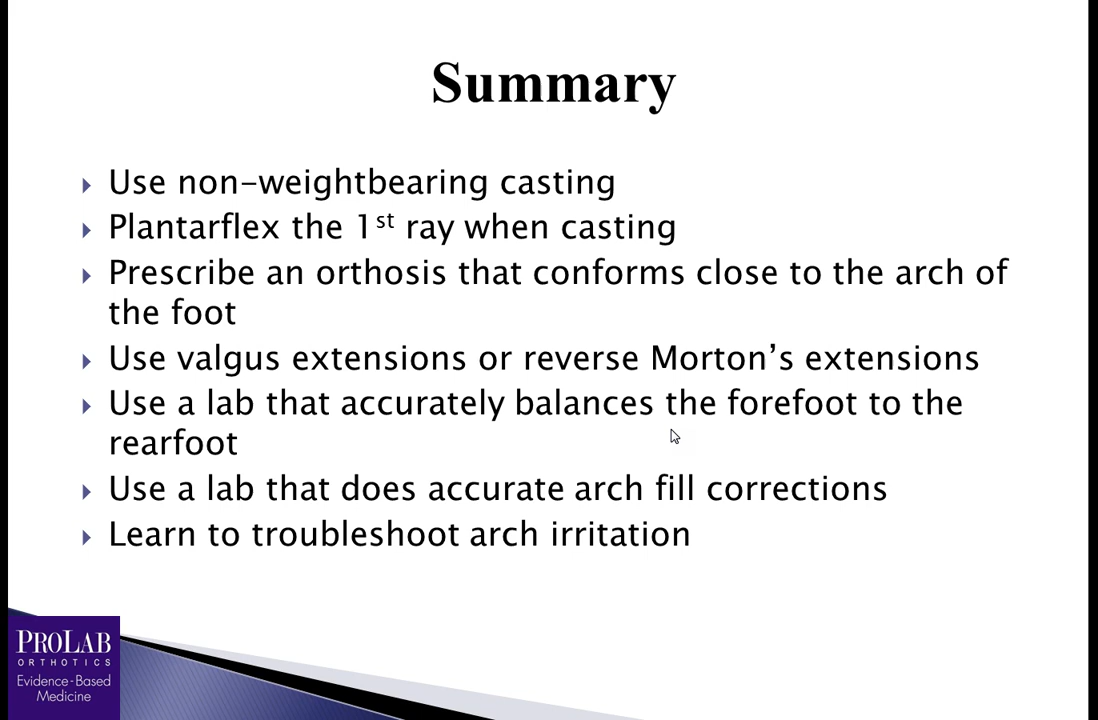 Summary
Use non-weightbearing casting
Plantarflex the 1st ray when casting
Prescribe an orthosis that conforms close to the arch of
the foot
Use valgus extensions or reverse Morton’s extensions
Use a lab that accurately balances the forefoot to the
rearfoot
Use a lab that does accurate arch fill corrections
Learn to troubleshoot arch irritation
PROLAB
ORTHOTICS
Evidence-Based
Medicine